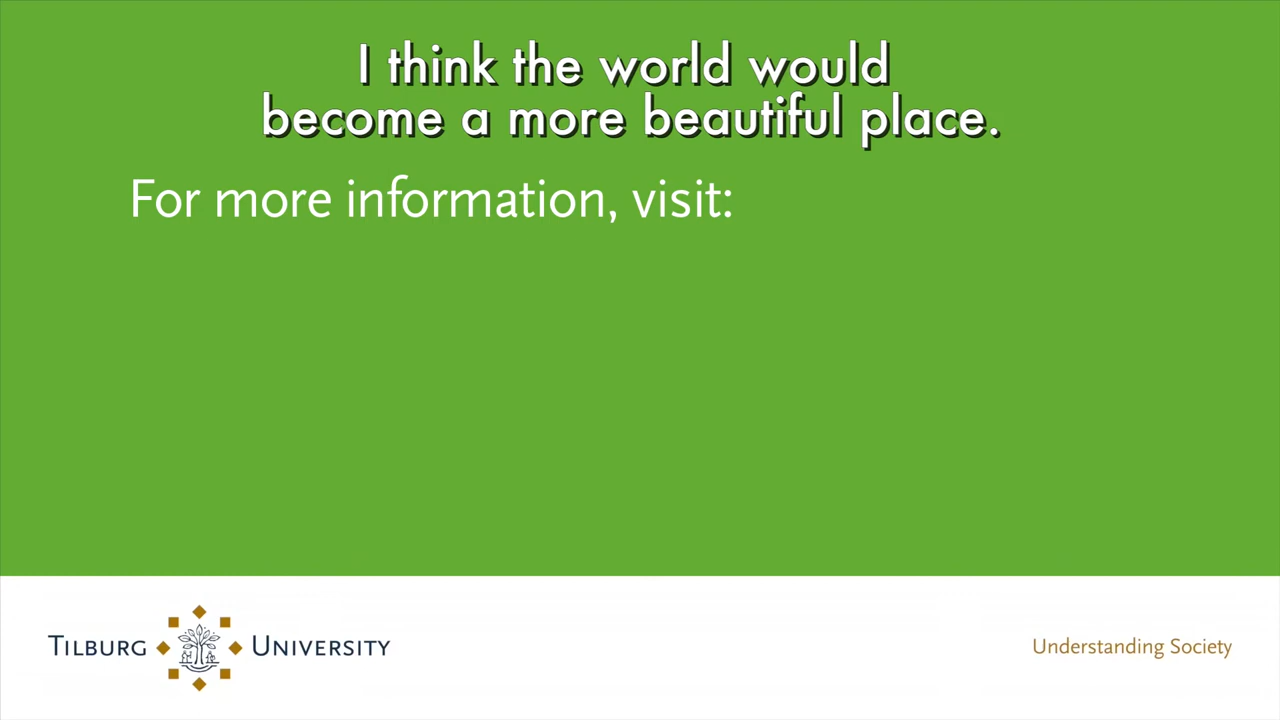 I think the world would
become a more beautiful place.
For more information, visit:
TILBURG UNIVERSITY
Understanding Society